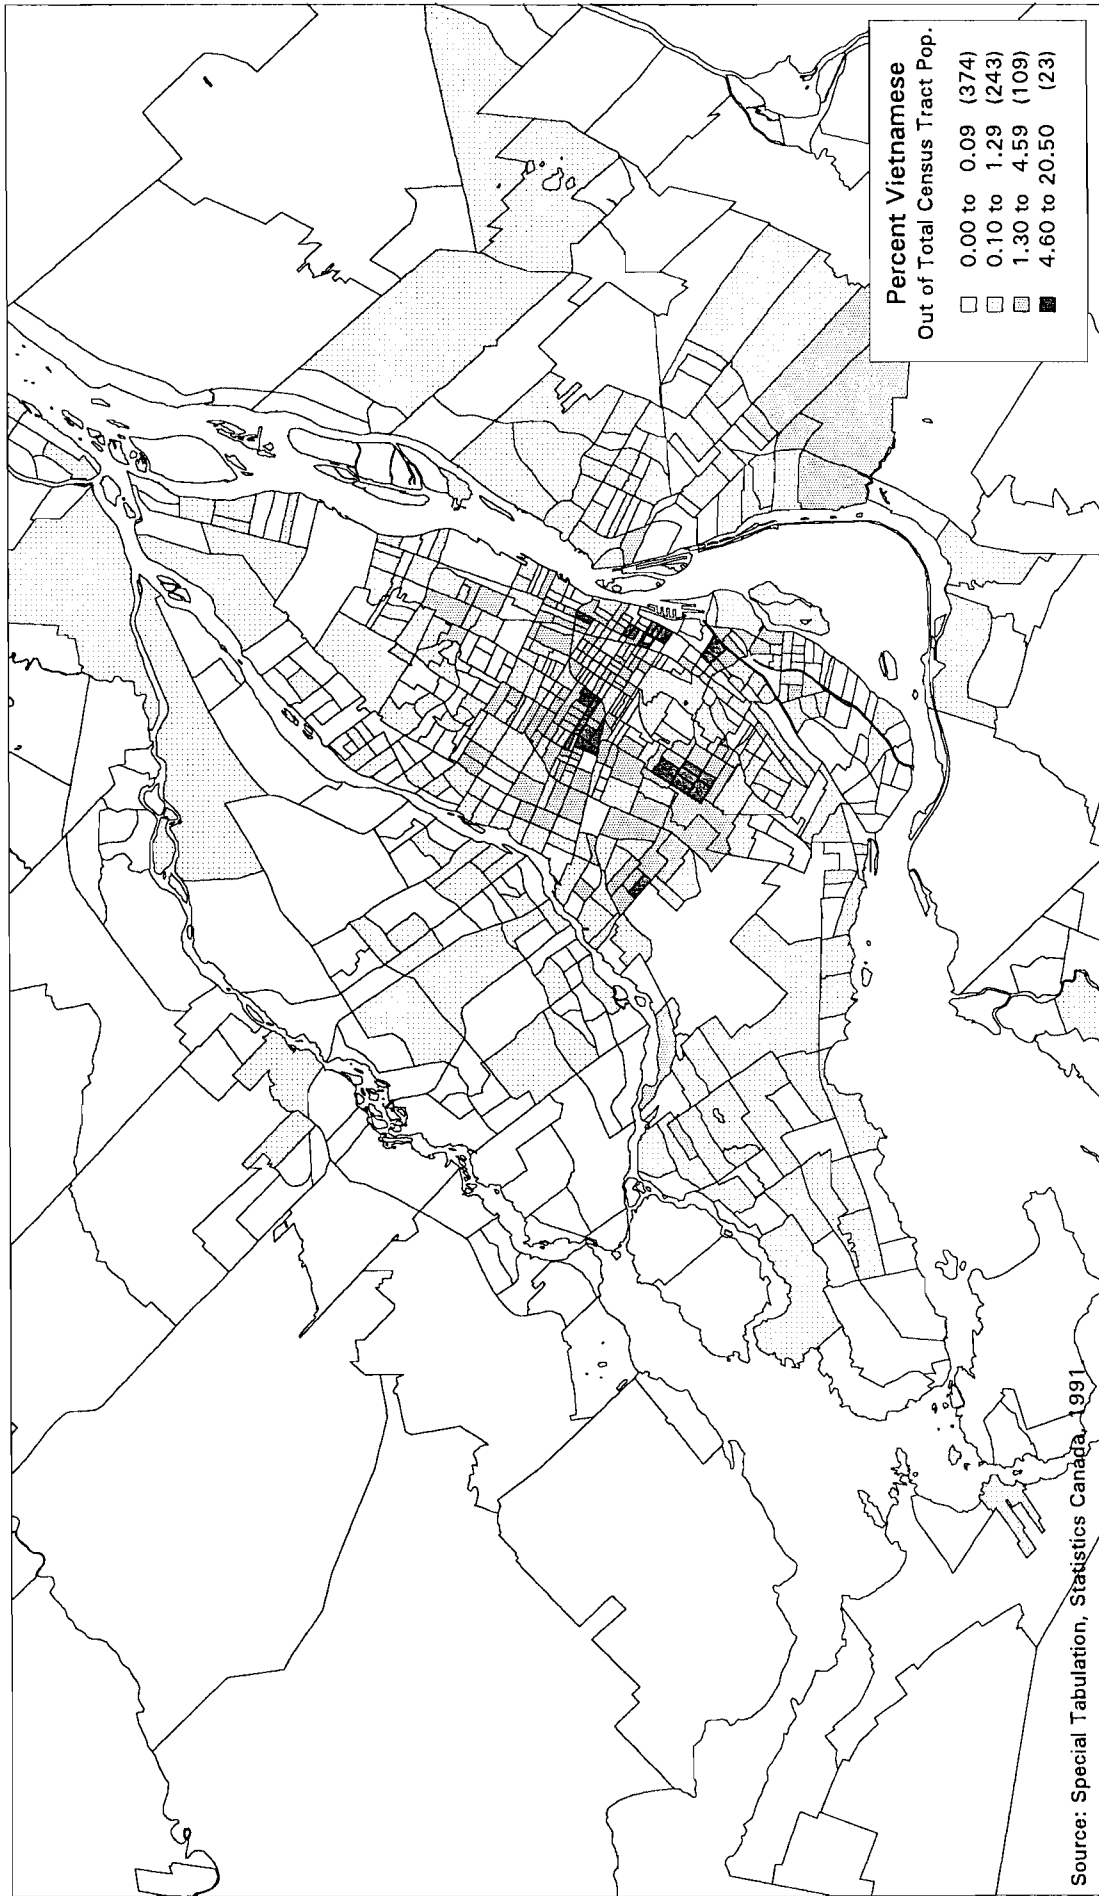 Percent Vietnamese
Out of Total Census Tract Pop.
0.00 to 0.09 (374)
0.10 to 1.29 (243)
1.30 to 4.59 (109)
4.60 to 20.50 (23)
Source: Special Tabulation, Statistics Canada, 1991